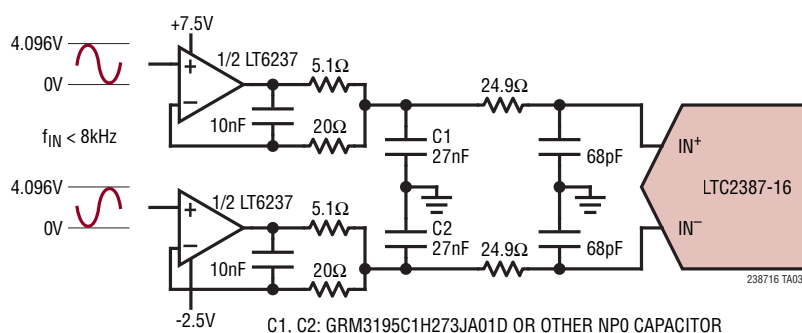 +7.5V
4.096V
0V
1/2 LT6237
+
−
5.1Ω
10nF
20Ω
24.9Ω
fIN < 8kHz
C1
27nF
68pF
IN+
LTC2387-16
4.096V
0V
1/2 LT6237
+
−
5.1Ω
10nF
20Ω
C2
27nF
24.9Ω
68pF
IN−
238716 TA03
-2.5V
C1, C2: GRM3195C1H273JA01D OR OTHER NP0 CAPACITOR